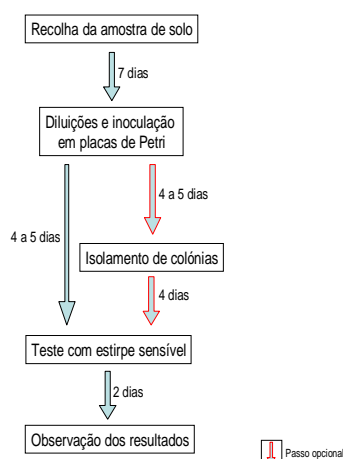 Recolha da amostra de solo
7 dias
Diluições e inoculação
em placas de Petri
4 a 5 dias
4 a 5 dias
Isolamento de colónias
4 dias
Teste com estirpe sensível
2 dias
Observação dos resultados
Passo opcional